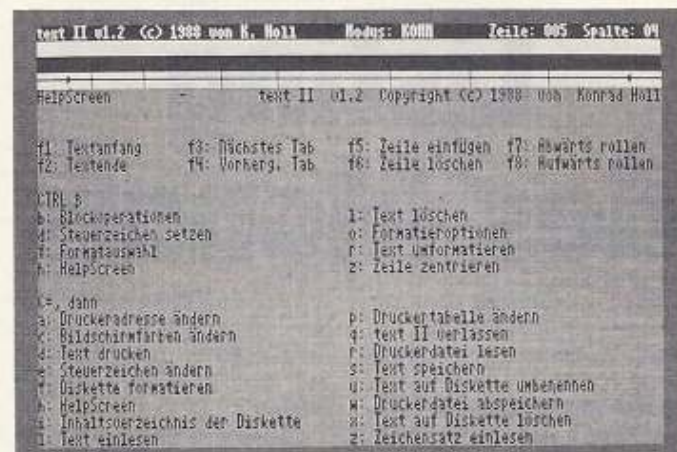 text II v1.2 (c) 1988 von K. Holl Modus: KOMM Zeile: 005 Spalte: 04
HelpScreen - text II v1.2 Copyright (c) 1988 von Konrad Holl
f1: Textanfang f3: Nächstes Tab f5: Zeile einfügen f7: Abwärts rollen
f2: Textende f4: Vorherg. Tab f6: Zeile löschen f8: Aufwärts rollen
CTRL &
b: Blockoperationen l: Text löschen
d: Steuerzeichen setzen o: Formatieroptionen
f: Formatauswahl r: Text umformatieren
h: HelpScreen z: Zeile zentrieren
C=, dann
a: Druckeradresse ändern p: Druckertabelle ändern
c: Bildschirmfarben ändern q: text II verlassen
d: Text drucken r: Druckerdatei lesen
e: Steuerzeichen ändern s: Text speichern
f: Diskette formatieren u: Text auf Diskette umbenennen
h: HelpScreen w: Druckerdatei abspeichern
i: Inhaltsverzeichnis der Diskette x: Text auf Diskette löschen
l: Text einlesen z: Zeichensatz einlesen